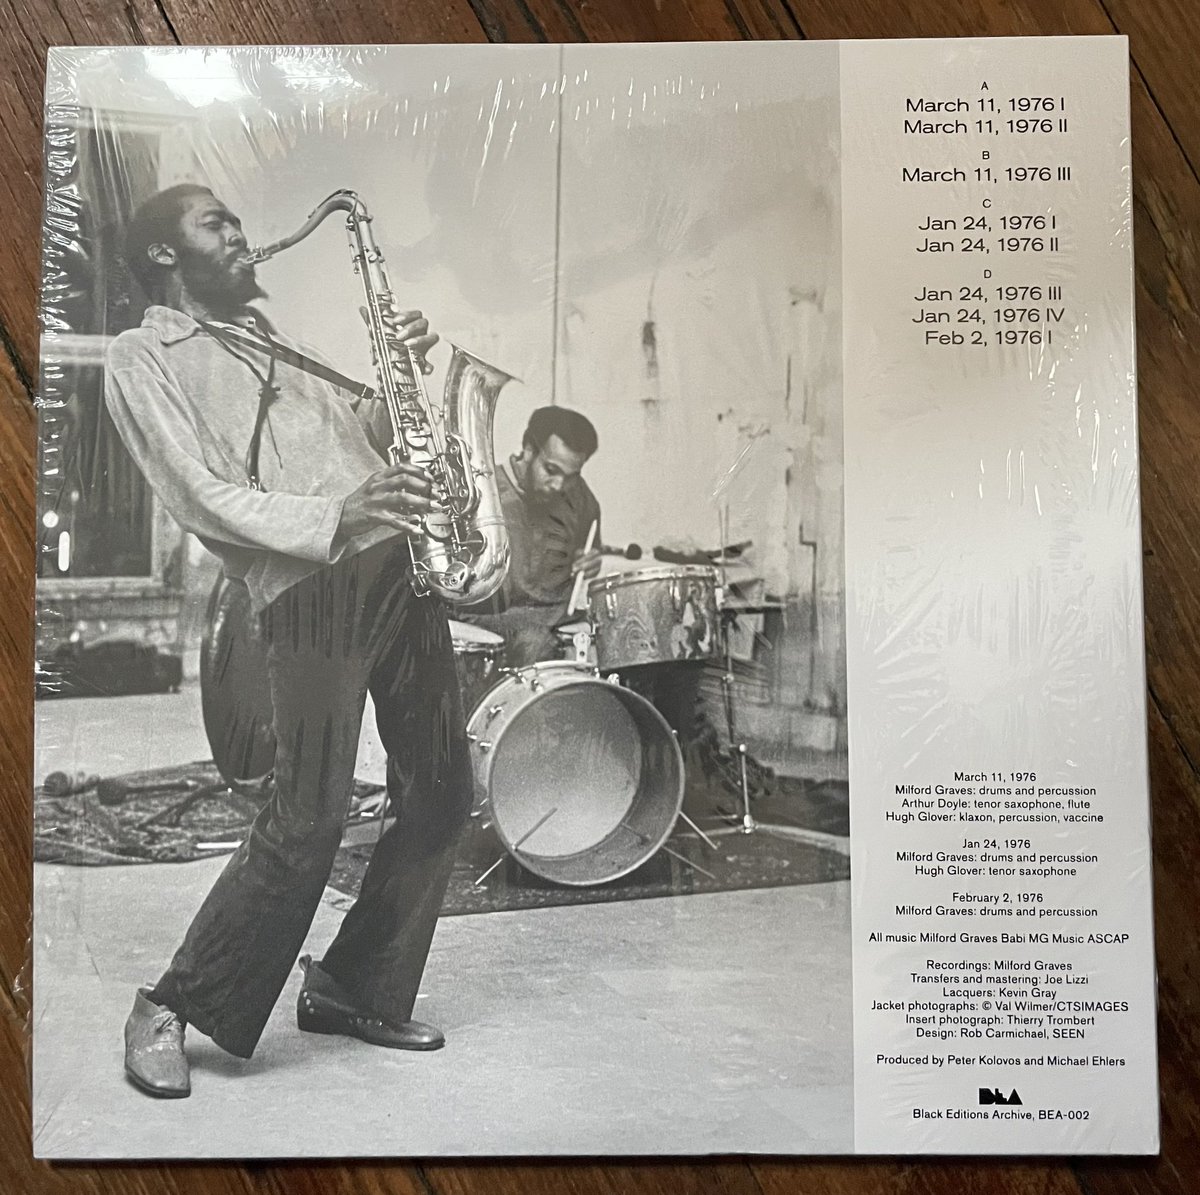 A
March 11, 1976 I
March 11, 1976 II
B
March 11, 1976 III
C
Jan 24, 1976 I
Jan 24, 1976 II
D
Jan 24, 1976 III
Jan 24, 1976 IV
Feb 2, 1976 I
March 11, 1976
Milford Graves: drums and percussion
Arthur Doyle: tenor saxophone, flute
Hugh Glover: klaxon, percussion, vaccine
Jan 24, 1976
Milford Graves: drums and percussion
Hugh Glover: tenor saxophone
February 2, 1976
Milford Graves: drums and percussion
All music Milford Graves Babi MG Music ASCAP
Recordings: Milford Graves
Transfers and mastering: Joe Lizzi
Lacquers: Kevin Gray
Jacket photographs: © Val Wilmer/CTSIMAGES
Insert photograph: Thierry Trombert
Design: Rob Carmichael, SEEN
Produced by Peter Kolovos and Michael Ehlers
BEA
Black Editions Archive, BEA-002